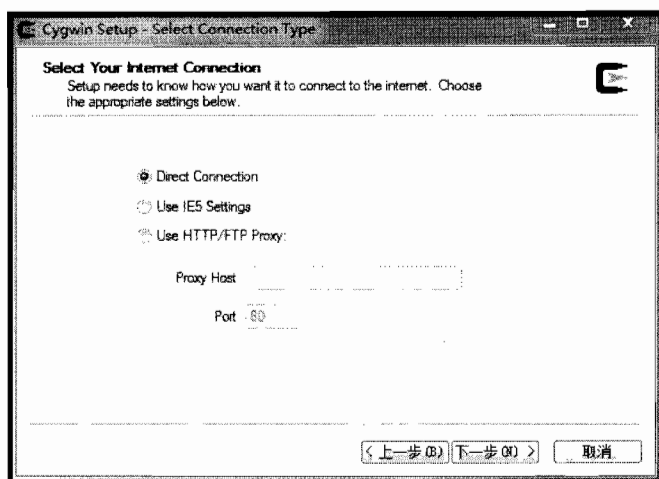 Cygwin Setup - Select Connection Type
Select Your Internet Connection
Setup needs to know how you want it to connect to the internet. Choose
the appropriate settings below.
Direct Connection
Use IE5 Settings
Use HTTP/FTP Proxy:
Proxy Host
Port 80
< 上一步(B) 下一步(N) > 取消